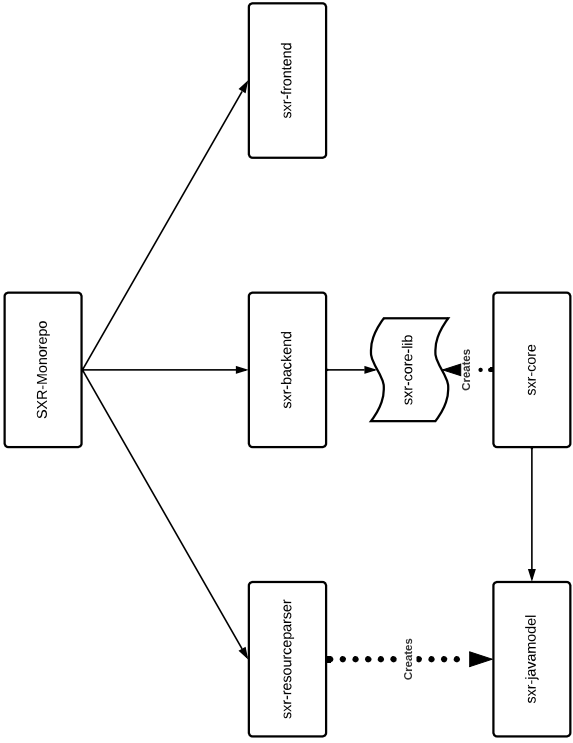 SXR-Monorepo
sxr-resourceparser
sxr-backend
sxr-frontend
sxr-core-lib
Creates
Creates
sxr-javamodel
sxr-core